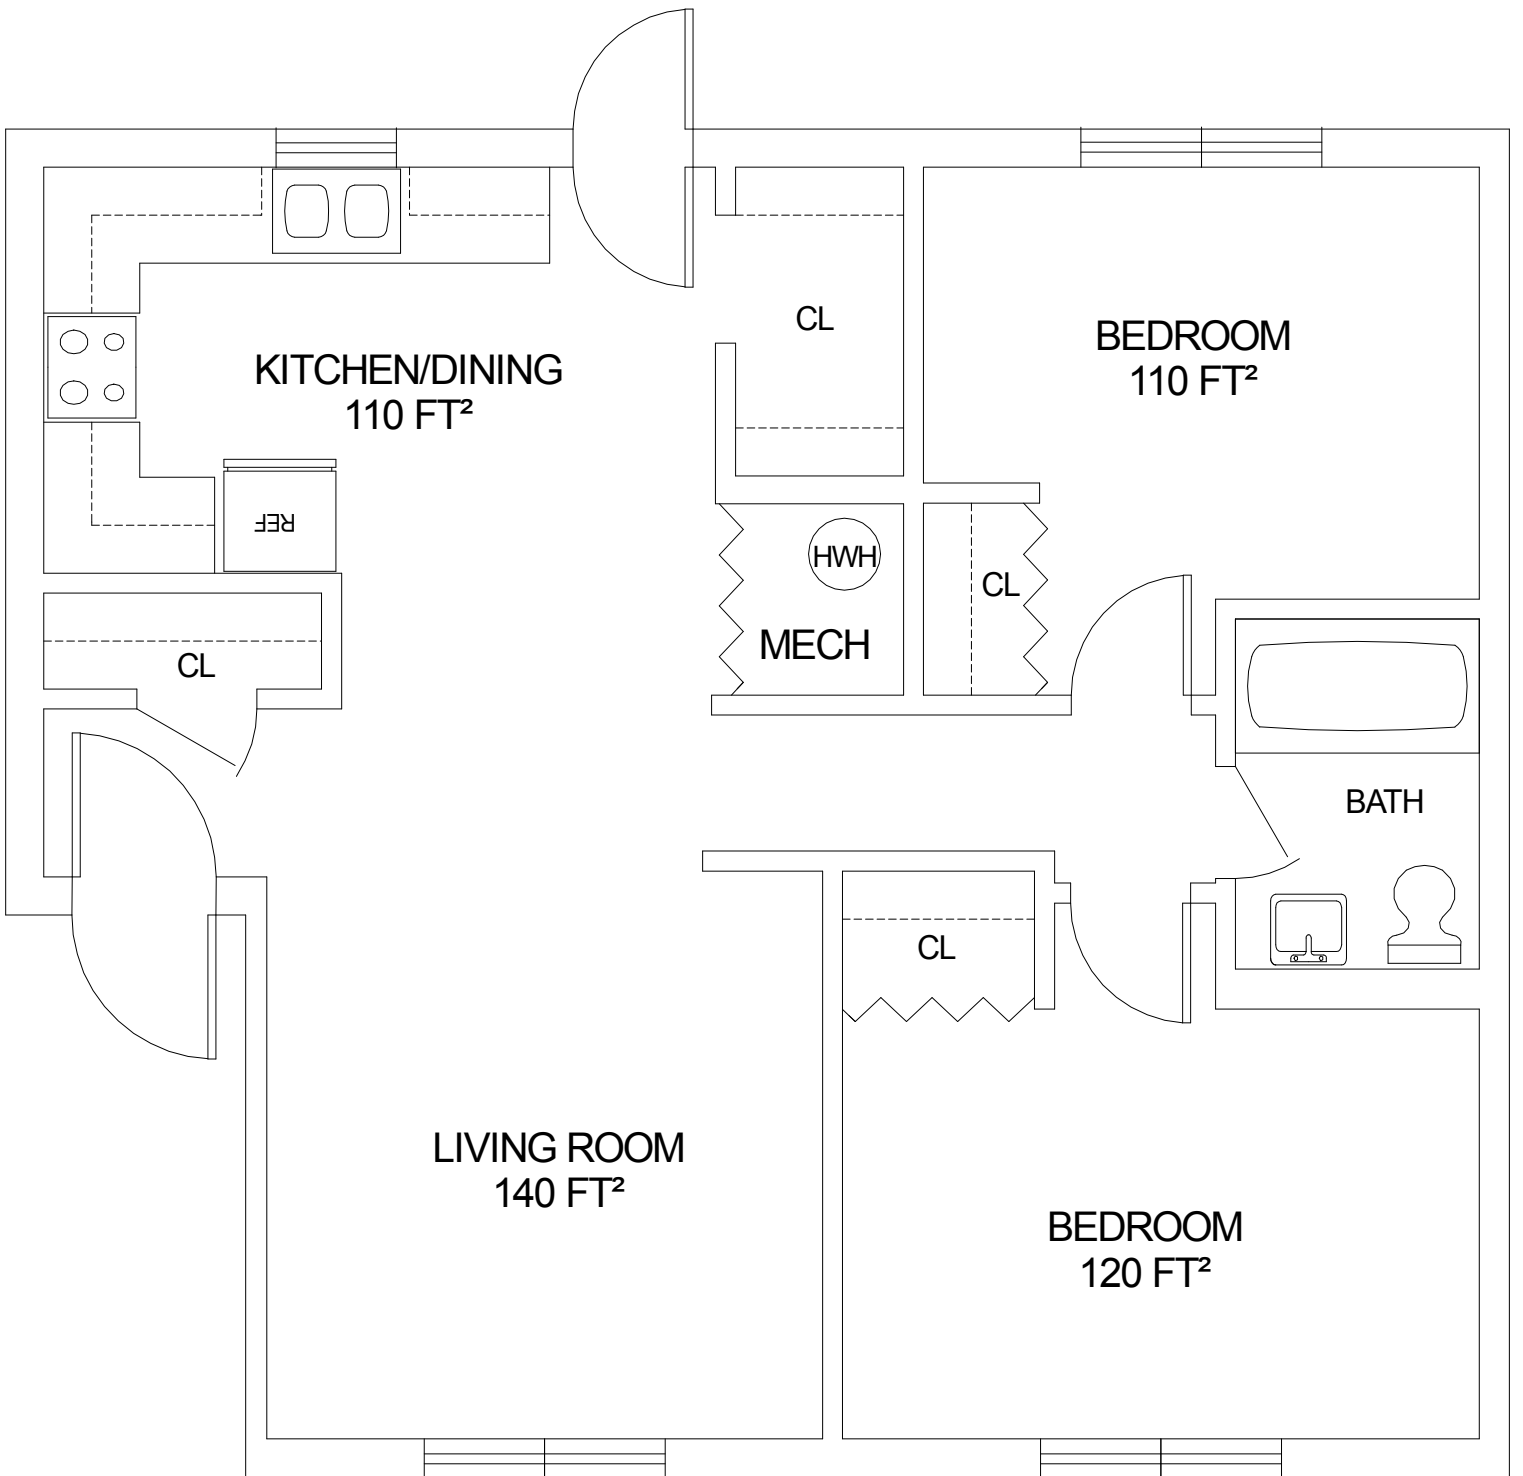 CL
BEDROOM
110 FT²
KITCHEN/DINING
110 FT²
REF
HWH
CL
MECH
CL
BATH
CL
LIVING ROOM
140 FT²
BEDROOM
120 FT²